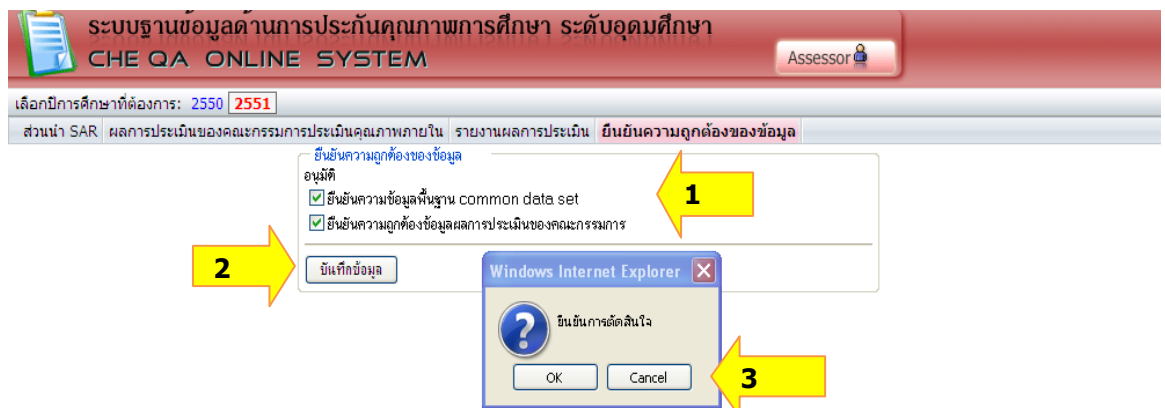 ระบบฐานข้อมูลด้านการประกันคุณภาพการศึกษา ระดับอุดมศึกษา
CHE QA ONLINE SYSTEM
Assessor
เลือกปีการศึกษาที่ต้องการ: 2550 2551
ส่วนนำ SAR ผลการประเมินของคณะกรรมการประเมินคุณภาพภายใน รายงานผลการประเมิน ยืนยันความถูกต้องของข้อมูล
ยืนยันความถูกต้องของข้อมูล
อนุมัติ
ยืนยันความข้อมูลพื้นฐาน common data set
1
ยืนยันความถูกต้องข้อมูลผลการประเมินของคณะกรรมการ
2
บันทึกข้อมูล
Windows Internet Explorer
ยืนยันการตัดสินใจ
OK Cancel
3